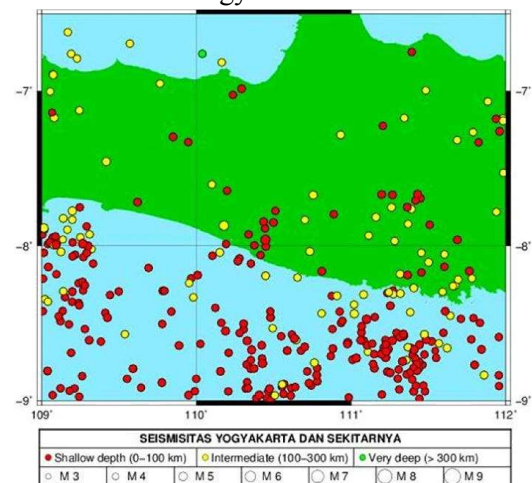 -7'
-7'
-8'
-8'
-9'
-9'
109'
110'
111'
112'
SEISMISITAS YOGYAKARTA DAN SEKITARNYA
Shallow depth (0–100 km)
Intermediate (100–300 km)
Very deep (> 300 km)
M 3
M 4
M 5
M 6
M 7
M 8
M 9